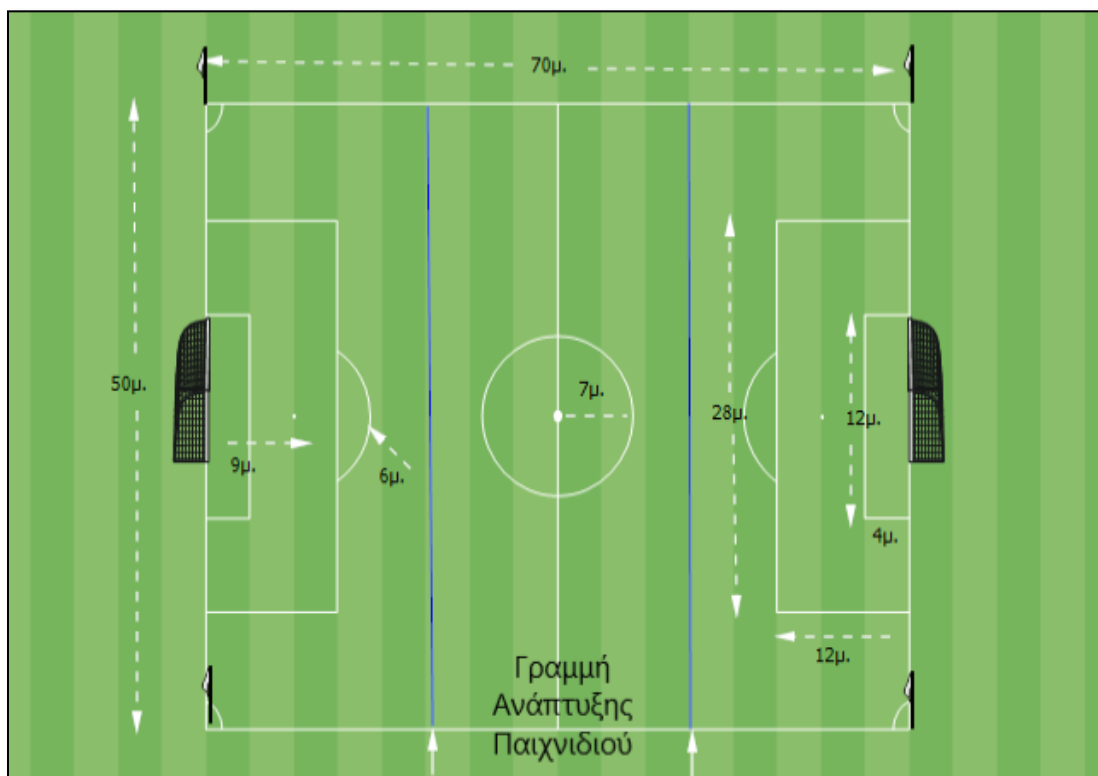 70μ.
50μ.
7μ.
28μ.
12μ.
9μ.
6μ.
4μ.
12μ.
Γραμμή
Ανάπτυξης
Παιχνιδιού